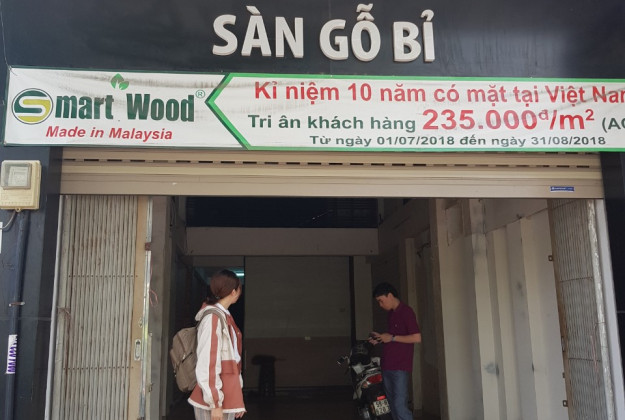 SÀN GỖ BỈ
Smart Wood®
Made in Malaysia
Kỉ niệm 10 năm có mặt tại Việt Nam
Tri ân khách hàng 235.000đ/m² (AC
Từ ngày 01/07/2018 đến ngày 31/08/2018